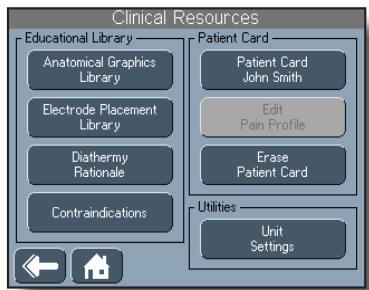 Clinical Resources
Educational Library
Anatomical Graphics
Library
Electrode Placement
Library
Diathermy
Rationale
Contraindications
Patient Card
Patient Card
John Smith
Edit
Pain Profile
Erase
Patient Card
Utilities
Unit
Settings